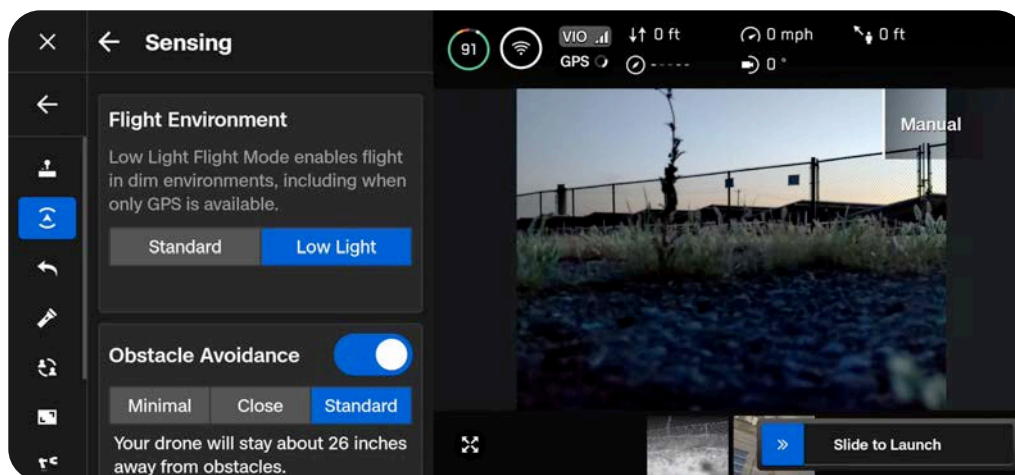 Sensing
Flight Environment
Low Light Flight Mode enables flight
in dim environments, including when
only GPS is available.
Standard Low Light
Obstacle Avoidance
Minimal Close Standard
Your drone will stay about 26 inches
away from obstacles.
91 VIO 0 ft 0 mph 0 ft
GPS ----- 0 °
Manual
Slide to Launch